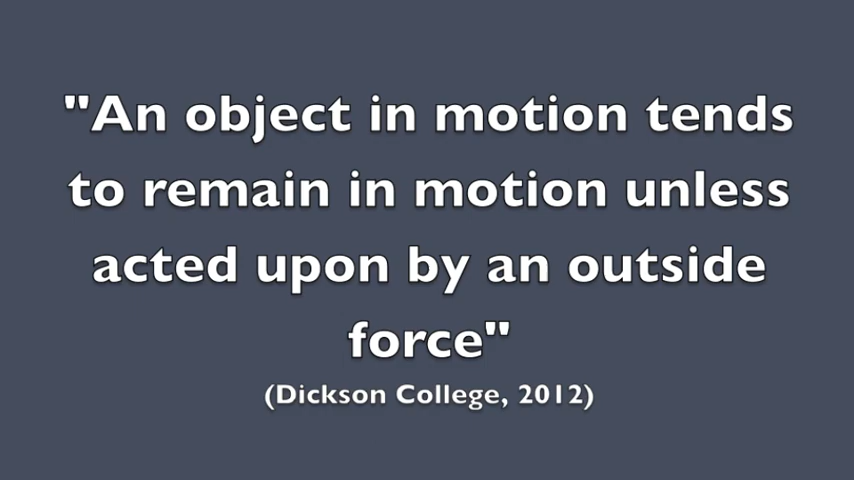 "An object in motion tends
to remain in motion unless
acted upon by an outside
force"
(Dickson College, 2012)